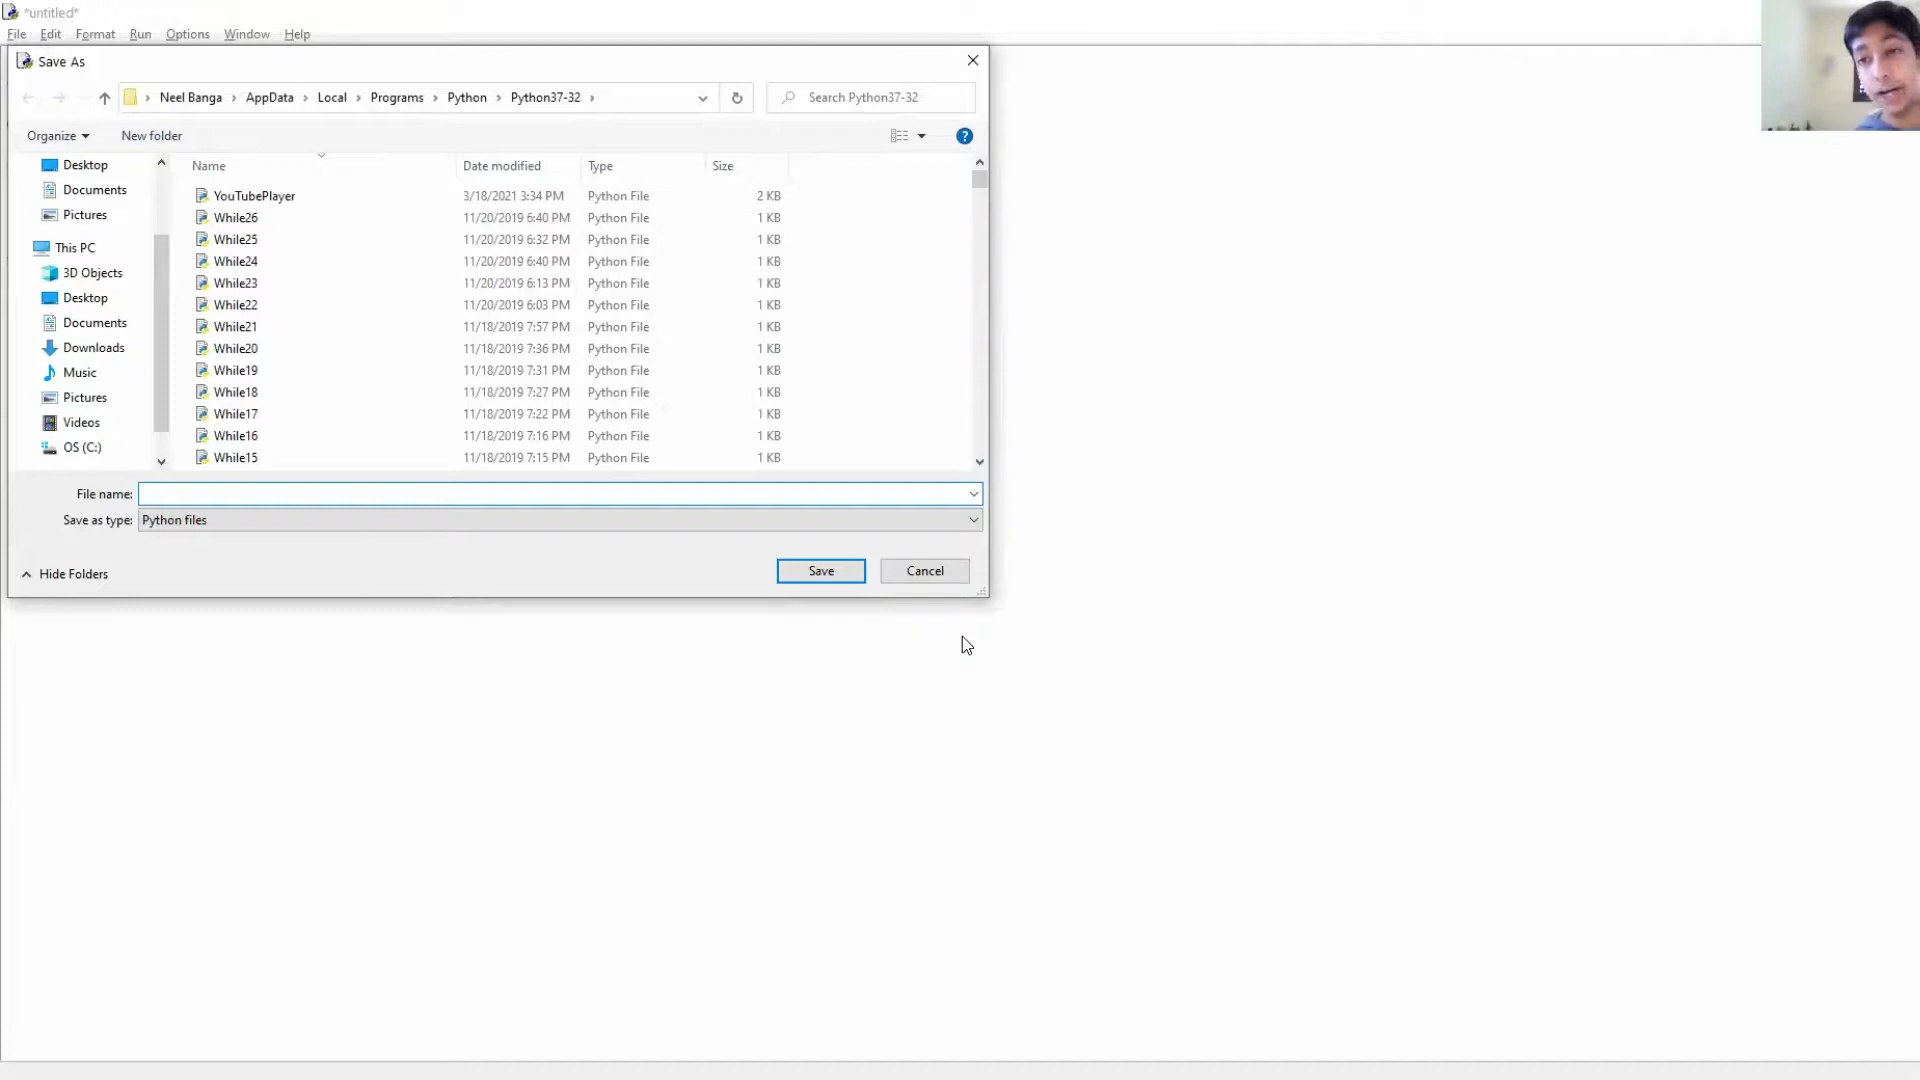 *untitled*
File Edit Format Run Options Window Help
Save As
Neel Banga AppData Local Programs Python Python37-32
Search Python37-32
Organize New folder
Name Date modified Type Size
Desktop
Documents
Pictures
This PC
3D Objects
Desktop
Documents
Downloads
Music
Pictures
Videos
OS (C:)
YouTubePlayer 3/18/2021 3:34 PM Python File 2 KB
While26 11/20/2019 6:40 PM Python File 1 KB
While25 11/20/2019 6:32 PM Python File 1 KB
While24 11/20/2019 6:40 PM Python File 1 KB
While23 11/20/2019 6:13 PM Python File 1 KB
While22 11/20/2019 6:03 PM Python File 1 KB
While21 11/18/2019 7:57 PM Python File 1 KB
While20 11/18/2019 7:36 PM Python File 1 KB
While19 11/18/2019 7:31 PM Python File 1 KB
While18 11/18/2019 7:27 PM Python File 1 KB
While17 11/18/2019 7:22 PM Python File 1 KB
While16 11/18/2019 7:16 PM Python File 1 KB
While15 11/18/2019 7:15 PM Python File 1 KB
File name:
Save as type: Python files
Hide Folders
Save Cancel